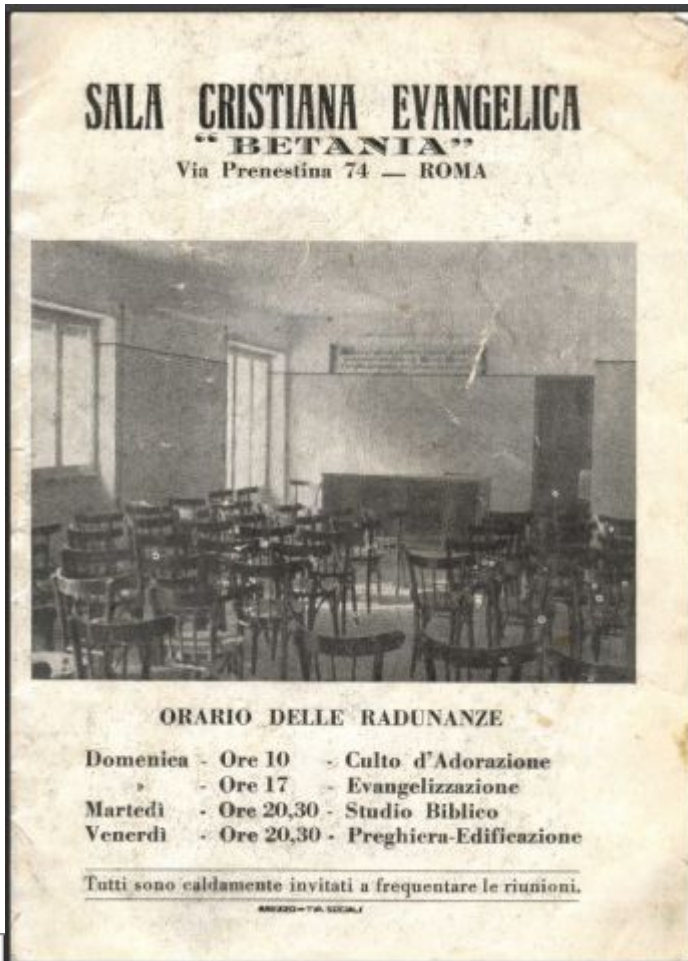 SALA CRISTIANA EVANGELICA
“BETANIA”
Via Prenestina 74 — ROMA
ORARIO DELLE RADUNANZE
Domenica - Ore 10 - Culto d'Adorazione
» - Ore 17 - Evangelizzazione
Martedì - Ore 20,30 - Studio Biblico
Venerdì - Ore 20,30 - Preghiera-Edificazione
Tutti sono caldamente invitati a frequentare le riunioni.